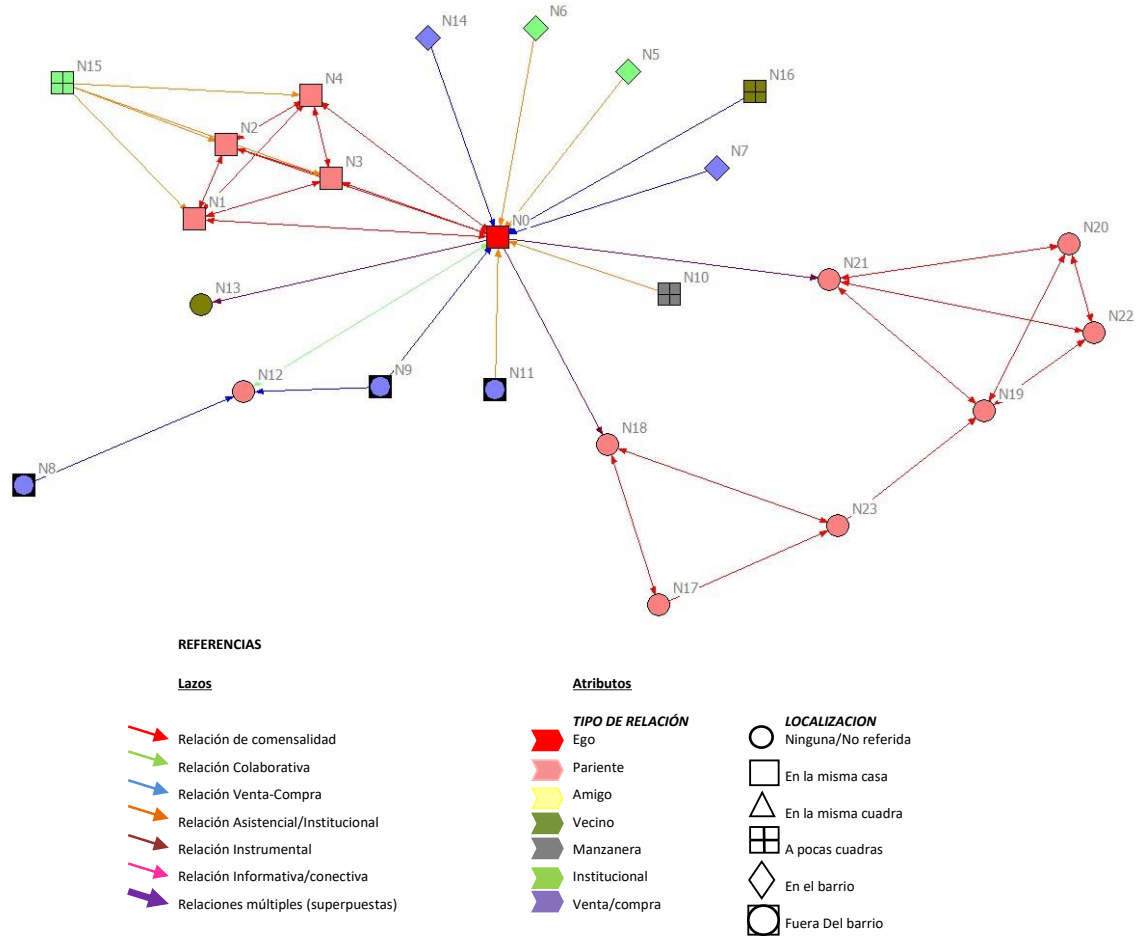 N6
N14
N5
N15
N16
N4
N2
N7
N3
N1
N0
N20
N21
N10
N13
N22
N12
N9
N11
N19
N18
N8
N23
N17
REFERENCIAS
Lazos
Relación de comensalidad
Relación Colaborativa
Relación Venta-Compra
Relación Asistencial/Institucional
Relación Instrumental
Relación Informativa/conectiva
Relaciones múltiples (superpuestas)
Atributos
TIPO DE RELACIÓN
Ego
Pariente
Amigo
Vecino
Manzanera
Institucional
Venta/compra
LOCALIZACION
Ninguna/No referida
En la misma casa
En la misma cuadra
A pocas cuadras
En el barrio
Fuera Del barrio